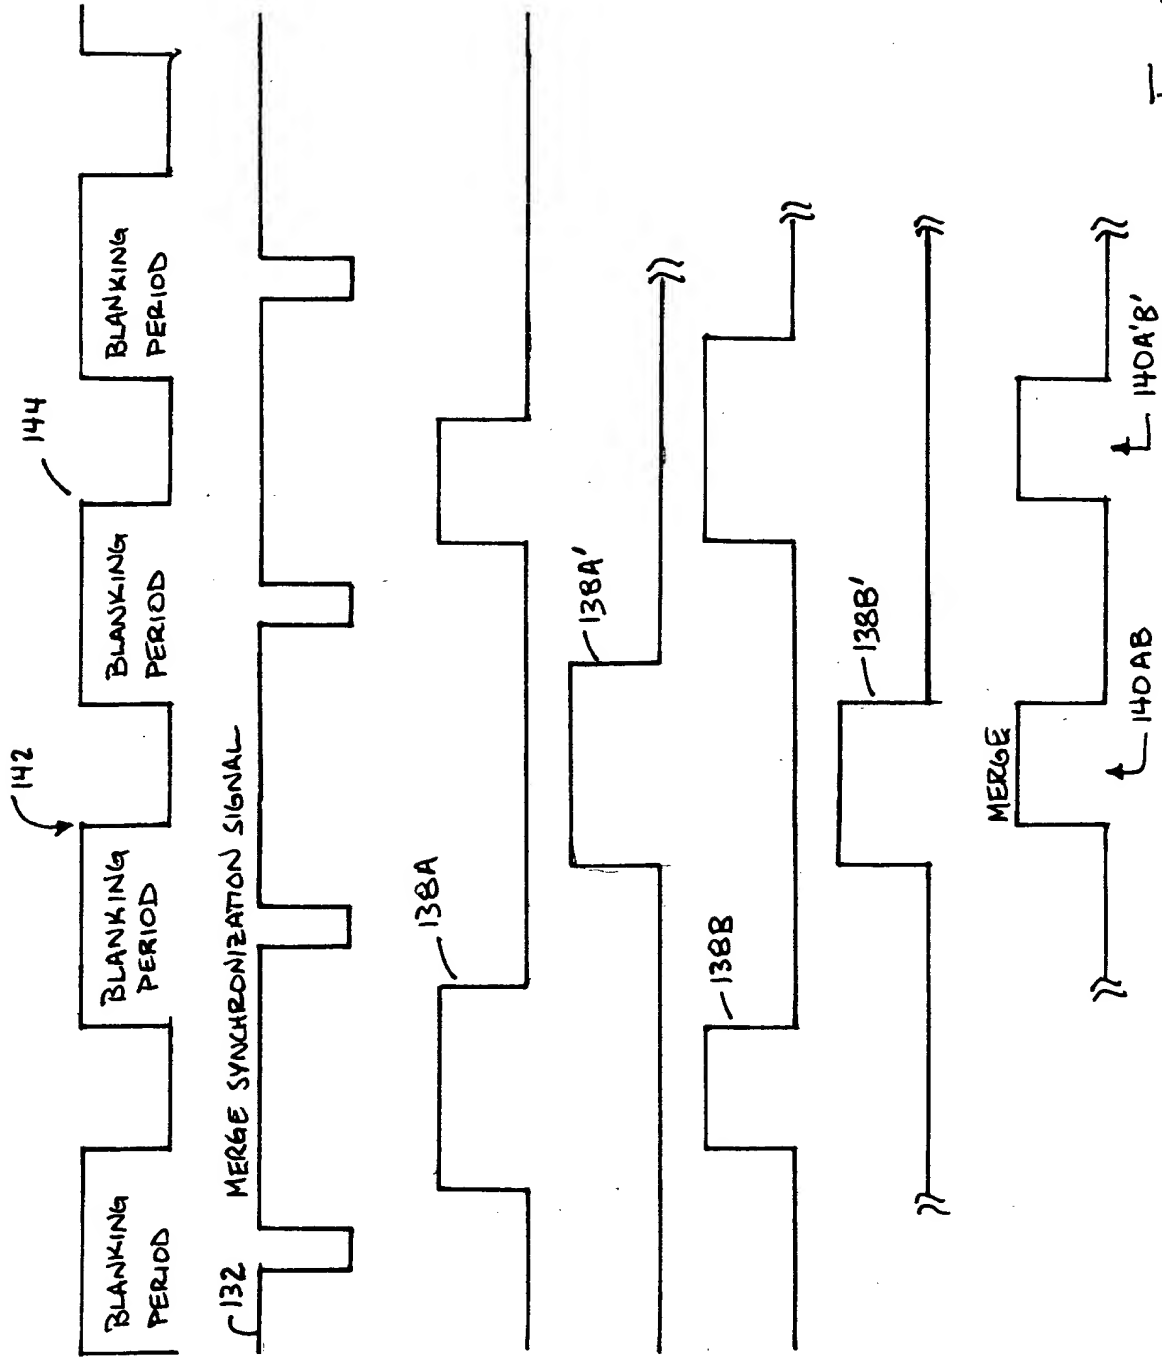 142
144
BLANKING
PERIOD
BLANKING
PERIOD
BLANKING
PERIOD
BLANKING
PERIOD
132
MERGE SYNCHRONIZATION SIGNAL
138A
138A'
138B
138B'
MERGE
140AB
140A'B'